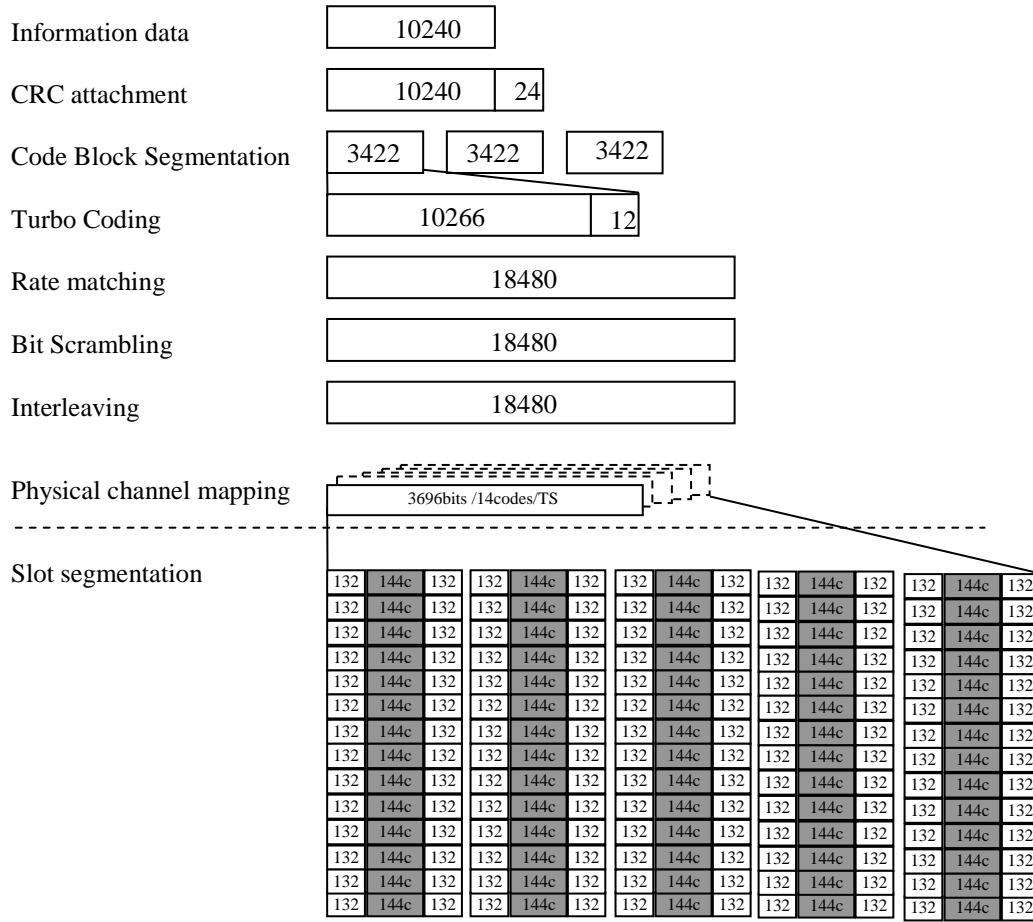 Information data 10240
CRC attachment 10240 24
Code Block Segmentation 3422 3422 3422
Turbo Coding 10266 12
Rate matching 18480
Bit Scrambling 18480
Interleaving 18480
Physical channel mapping 3696bits /14codes/TS
Slot segmentation
132 144c 132 132 144c 132 132 144c 132 132 144c 132 132 144c 132
132 144c 132 132 144c 132 132 144c 132 132 144c 132 132 144c 132
132 144c 132 132 144c 132 132 144c 132 132 144c 132 132 144c 132
132 144c 132 132 144c 132 132 144c 132 132 144c 132 132 144c 132
132 144c 132 132 144c 132 132 144c 132 132 144c 132 132 144c 132
132 144c 132 132 144c 132 132 144c 132 132 144c 132 132 144c 132
132 144c 132 132 144c 132 132 144c 132 132 144c 132 132 144c 132
132 144c 132 132 144c 132 132 144c 132 132 144c 132 132 144c 132
132 144c 132 132 144c 132 132 144c 132 132 144c 132 132 144c 132
132 144c 132 132 144c 132 132 144c 132 132 144c 132 132 144c 132
132 144c 132 132 144c 132 132 144c 132 132 144c 132 132 144c 132
132 144c 132 132 144c 132 132 144c 132 132 144c 132 132 144c 132
132 144c 132 132 144c 132 132 144c 132 132 144c 132 132 144c 132
132 144c 132 132 144c 132 132 144c 132 132 144c 132 132 144c 132